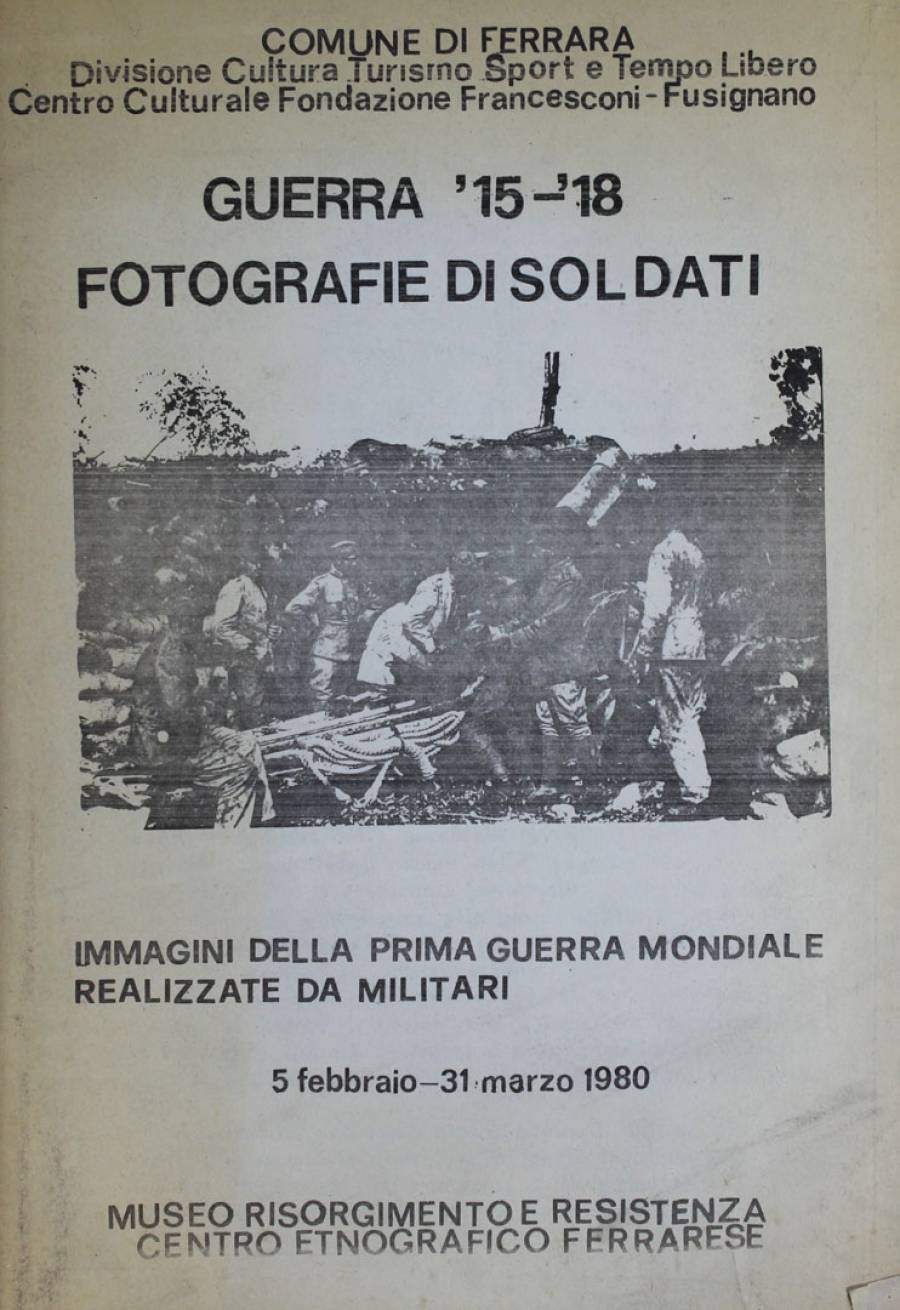 COMUNE DI FERRARA
Divisione Cultura Turismo Sport e Tempo Libero
Centro Culturale Fondazione Francesconi - Fusignano
GUERRA '15-'18
FOTOGRAFIE DI SOLDATI
IMMAGINI DELLA PRIMA GUERRA MONDIALE
REALIZZATE DA MILITARI
5 febbraio-31 marzo 1980
MUSEO RISORGIMENTO E RESISTENZA
CENTRO ETNOGRAFICO FERRARESE